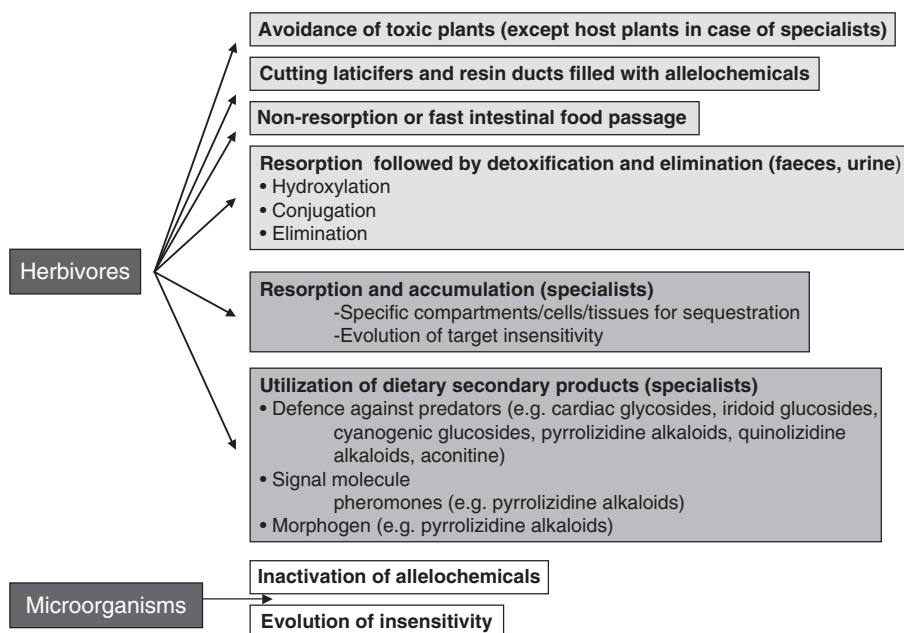 Avoidance of toxic plants (except host plants in case of specialists)
Cutting laticifers and resin ducts filled with allelochemicals
Non-resorption or fast intestinal food passage
Resorption followed by detoxification and elimination (faeces, urine)
• Hydroxylation
• Conjugation
• Elimination
Herbivores
Resorption and accumulation (specialists)
-Specific compartments/cells/tissues for sequestration
-Evolution of target insensitivity
Utilization of dietary secondary products (specialists)
• Defence against predators (e.g. cardiac glycosides, iridoid glucosides,
cyanogenic glucosides, pyrrolizidine alkaloids, quinolizidine
alkaloids, aconitine)
• Signal molecule
pheromones (e.g. pyrrolizidine alkaloids)
• Morphogen (e.g. pyrrolizidine alkaloids)
Inactivation of allelochemicals
Microorganisms
Evolution of insensitivity